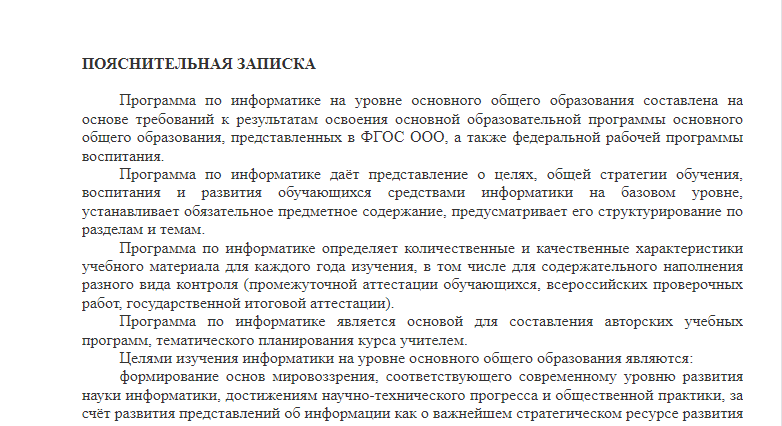 ПОЯСНИТЕЛЬНАЯ ЗАПИСКА
Программа по информатике на уровне основного общего образования составлена на
основе требований к результатам освоения основной образовательной программы основного
общего образования, представленных в ФГОС ООО, а также федеральной рабочей программы
воспитания.
Программа по информатике даёт представление о целях, общей стратегии обучения,
воспитания и развития обучающихся средствами информатики на базовом уровне,
устанавливает обязательное предметное содержание, предусматривает его структурирование по
разделам и темам.
Программа по информатике определяет количественные и качественные характеристики
учебного материала для каждого года изучения, в том числе для содержательного наполнения
разного вида контроля (промежуточной аттестации обучающихся, всероссийских проверочных
работ, государственной итоговой аттестации).
Программа по информатике является основой для составления авторских учебных
программ, тематического планирования курса учителем.
Целями изучения информатики на уровне основного общего образования являются:
формирование основ мировоззрения, соответствующего современному уровню развития
науки информатики, достижениям научно-технического прогресса и общественной практики, за
счёт развития представлений об информации как о важнейшем стратегическом ресурсе развития